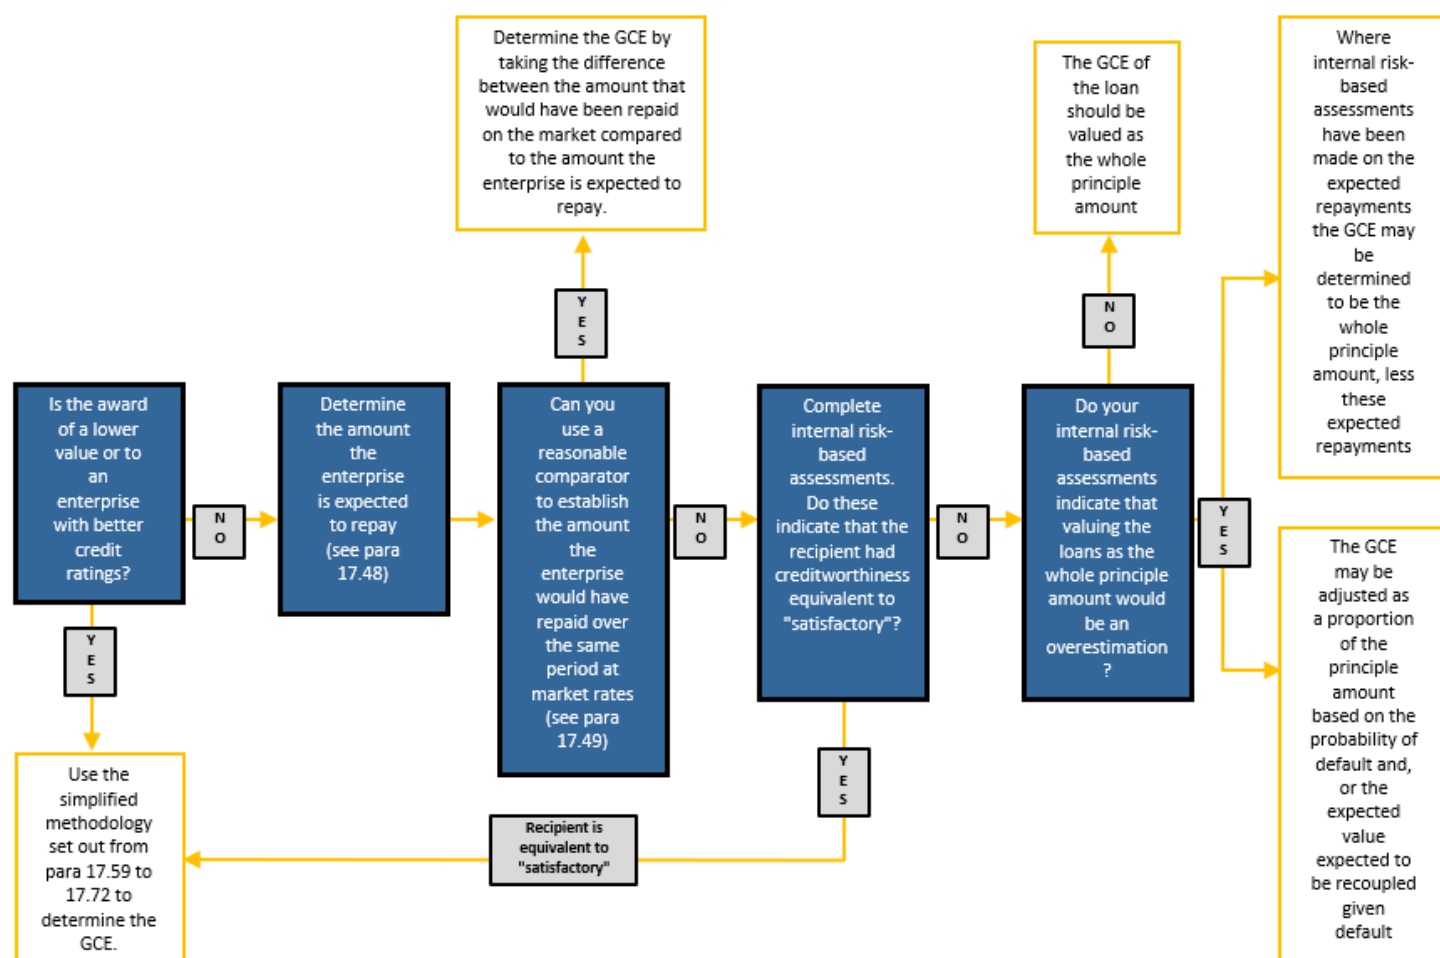 Determine the GCE by
taking the difference
between the amount that
would have been repaid
on the market compared
to the amount the
enterprise is expected to
repay.
The GCE of
the loan
should be
valued as
the whole
principle
amount
Where
internal risk-
based
assessments
have been
made on the
expected
repayments
the GCE may
be
determined
to be the
whole
principle
amount, less
these
expected
repayments
Y
E
S
N
O
Is the award
of a lower
value or to
an
enterprise
with better
credit
ratings?
N
O
Determine
the amount
the
enterprise
is expected
to repay
(see para
17.48)
Can you
use a
reasonable
comparator
to establish
the amount
the
enterprise
would have
repaid over
the same
period at
market rates
(see para
17.49)
N
O
Complete
internal risk-
based
assessments.
Do these
indicate that the
recipient had
creditworthiness
equivalent to
"satisfactory"?
N
O
Do your
internal risk-
based
assessments
indicate that
valuing the
loans as the
whole principle
amount would
be an
overestimation
?
Y
E
S
The GCE
may be
adjusted as
a proportion
of the
principle
amount
based on the
probability of
default and,
or the
expected
value
expected to
be recoupled
given
default
Y
E
S
Y
E
S
Recipient is
equivalent to
"satisfactory"
Use the
simplified
methodology
set out from
para 17.59 to
17.72 to
determine the
GCE.